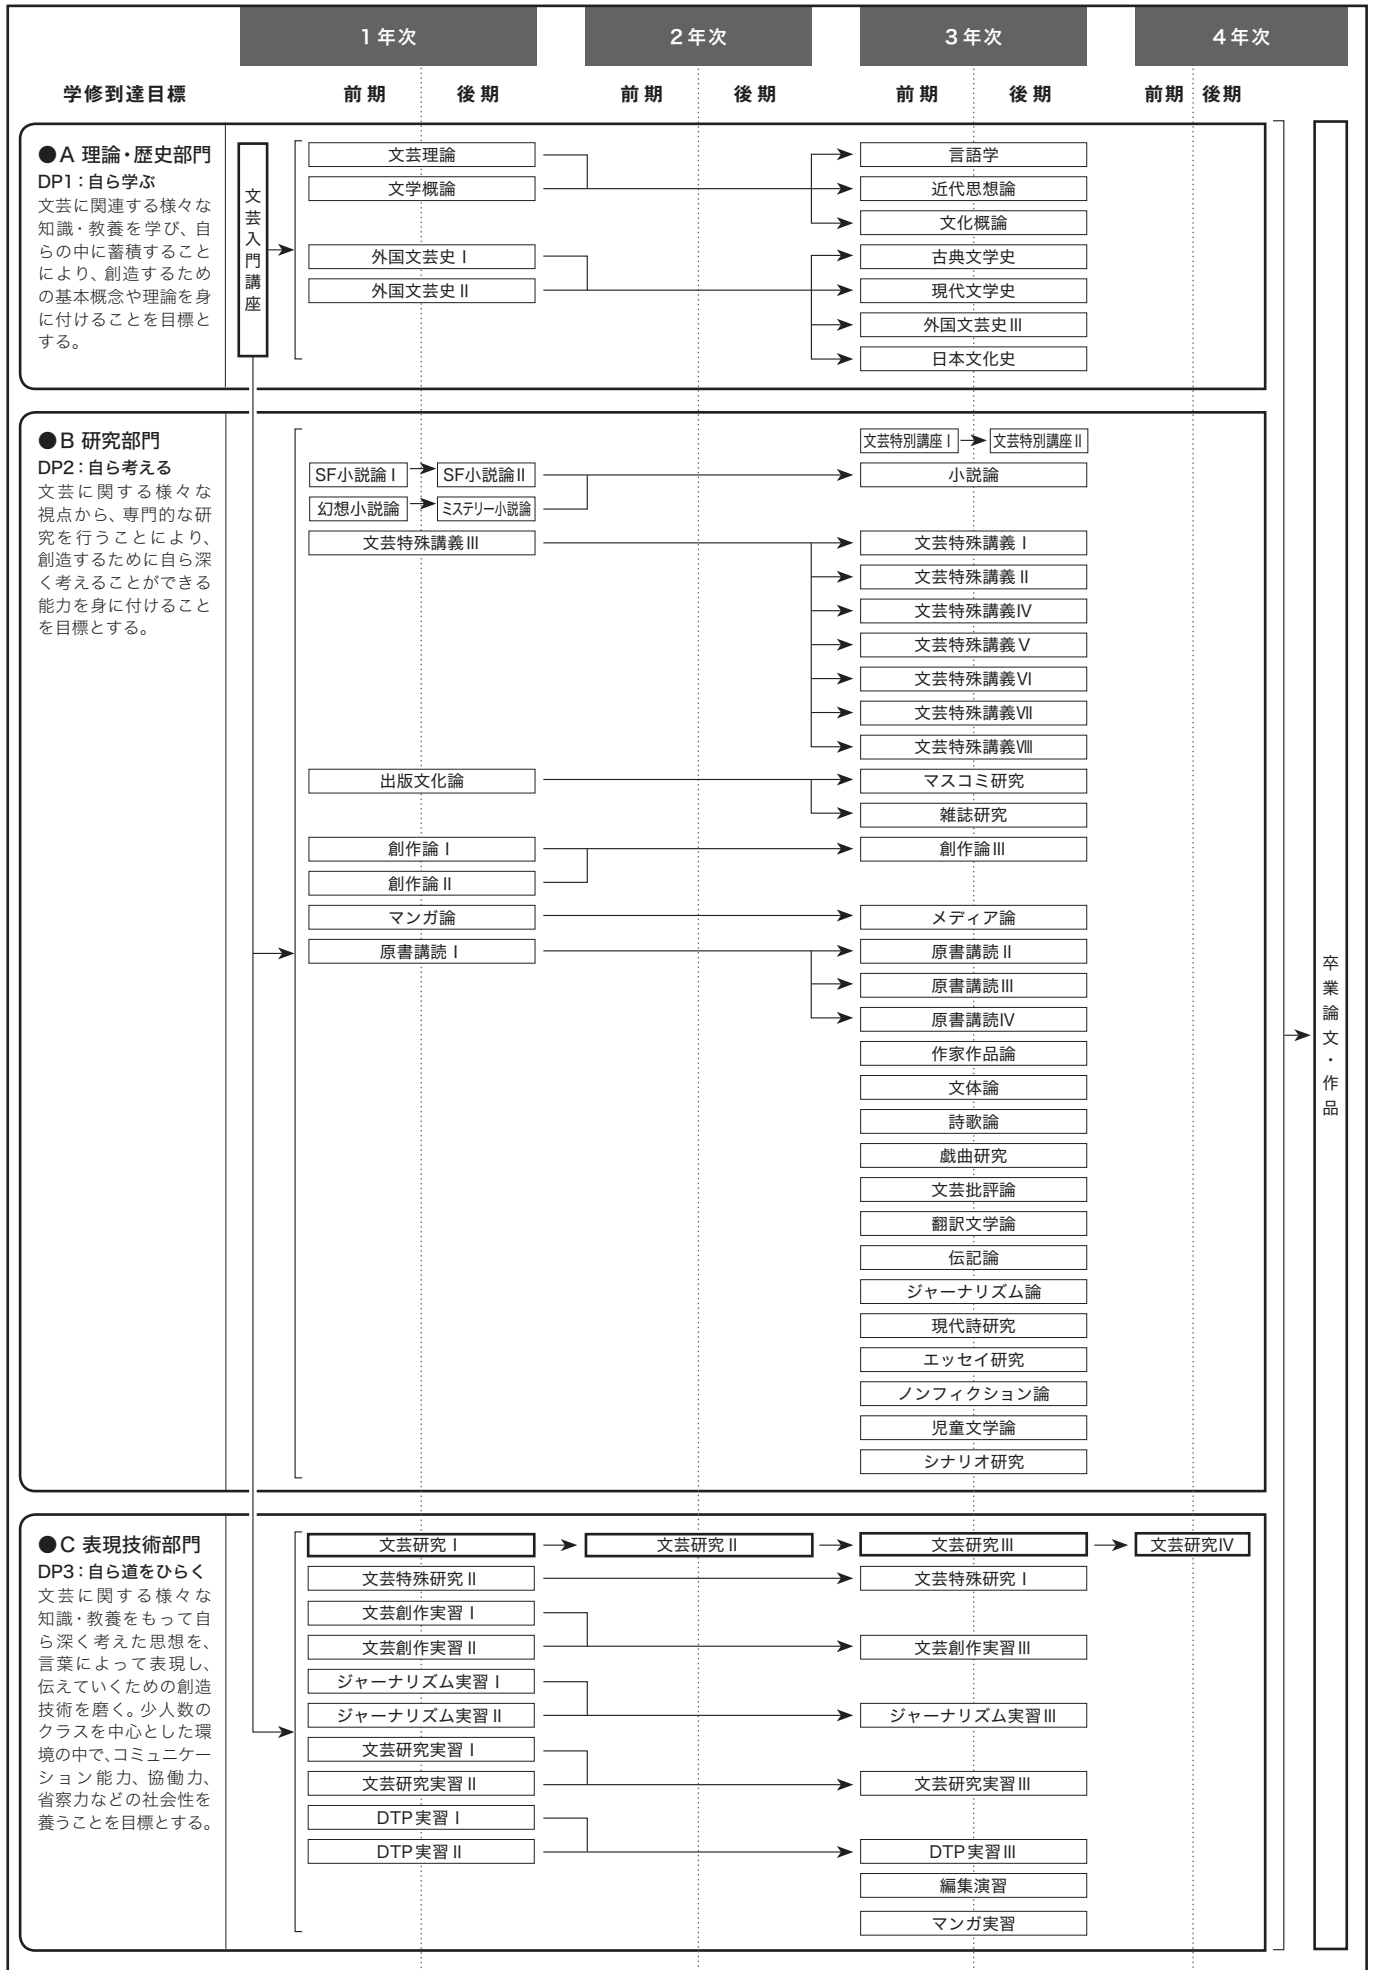 1年次
2年次
3年次
4年次
学修到達目標
前期 後期
前期 後期
前期 後期
前期 後期
●A 理論・歴史部門
DP1：自ら学ぶ
文芸に関連する様々な
知識・教養を学び、自
らの中に蓄積すること
により、創造するため
の基本概念や理論を身
に付けることを目標と
する。
文芸入門講座
文芸理論
言語学
文学概論
近代思想論
文化概論
外国文芸史Ⅰ
古典文学史
外国文芸史Ⅱ
現代文学史
外国文芸史Ⅲ
日本文化史
●B 研究部門
DP2：自ら考える
文芸に関する様々な
視点から、専門的な研
究を行うことにより、
創造するために自ら深
く考えることができる
能力を身に付けること
を目標とする。
文芸特別講座Ⅰ
文芸特別講座Ⅱ
SF小説論Ⅰ
SF小説論Ⅱ
小説論
幻想小説論
ミステリー小説論
文芸特殊講義Ⅲ
文芸特殊講義Ⅰ
文芸特殊講義Ⅱ
文芸特殊講義Ⅳ
文芸特殊講義Ⅴ
文芸特殊講義Ⅵ
文芸特殊講義Ⅶ
文芸特殊講義Ⅷ
出版文化論
マスコミ研究
雑誌研究
創作論Ⅰ
創作論Ⅲ
創作論Ⅱ
マンガ論
メディア論
原書講読Ⅰ
原書講読Ⅱ
原書講読Ⅲ
原書講読Ⅳ
作家作品論
文体論
詩歌論
戯曲研究
文芸批評論
翻訳文学論
伝記論
ジャーナリズム論
現代詩研究
エッセイ研究
ノンフィクション論
児童文学論
シナリオ研究
●C 表現技術部門
DP3：自ら道をひらく
文芸に関する様々な
知識・教養をもって自
ら深く考えた思想を、
言葉によって表現し、
伝えていくための創造
技術を磨く。少人数の
クラスを中心とした環
境の中で、コミュニケー
ション能力、協働力、
省察力などの社会性を
養うことを目標とする。
文芸研究Ⅰ
文芸研究Ⅱ
文芸研究Ⅲ
文芸研究Ⅳ
文芸特殊研究Ⅱ
文芸特殊研究Ⅰ
文芸創作実習Ⅰ
文芸創作実習Ⅱ
文芸創作実習Ⅲ
ジャーナリズム実習Ⅰ
ジャーナリズム実習Ⅱ
ジャーナリズム実習Ⅲ
文芸研究実習Ⅰ
文芸研究実習Ⅱ
文芸研究実習Ⅲ
DTP実習Ⅰ
DTP実習Ⅱ
DTP実習Ⅲ
編集演習
マンガ実習
卒業論文・作品